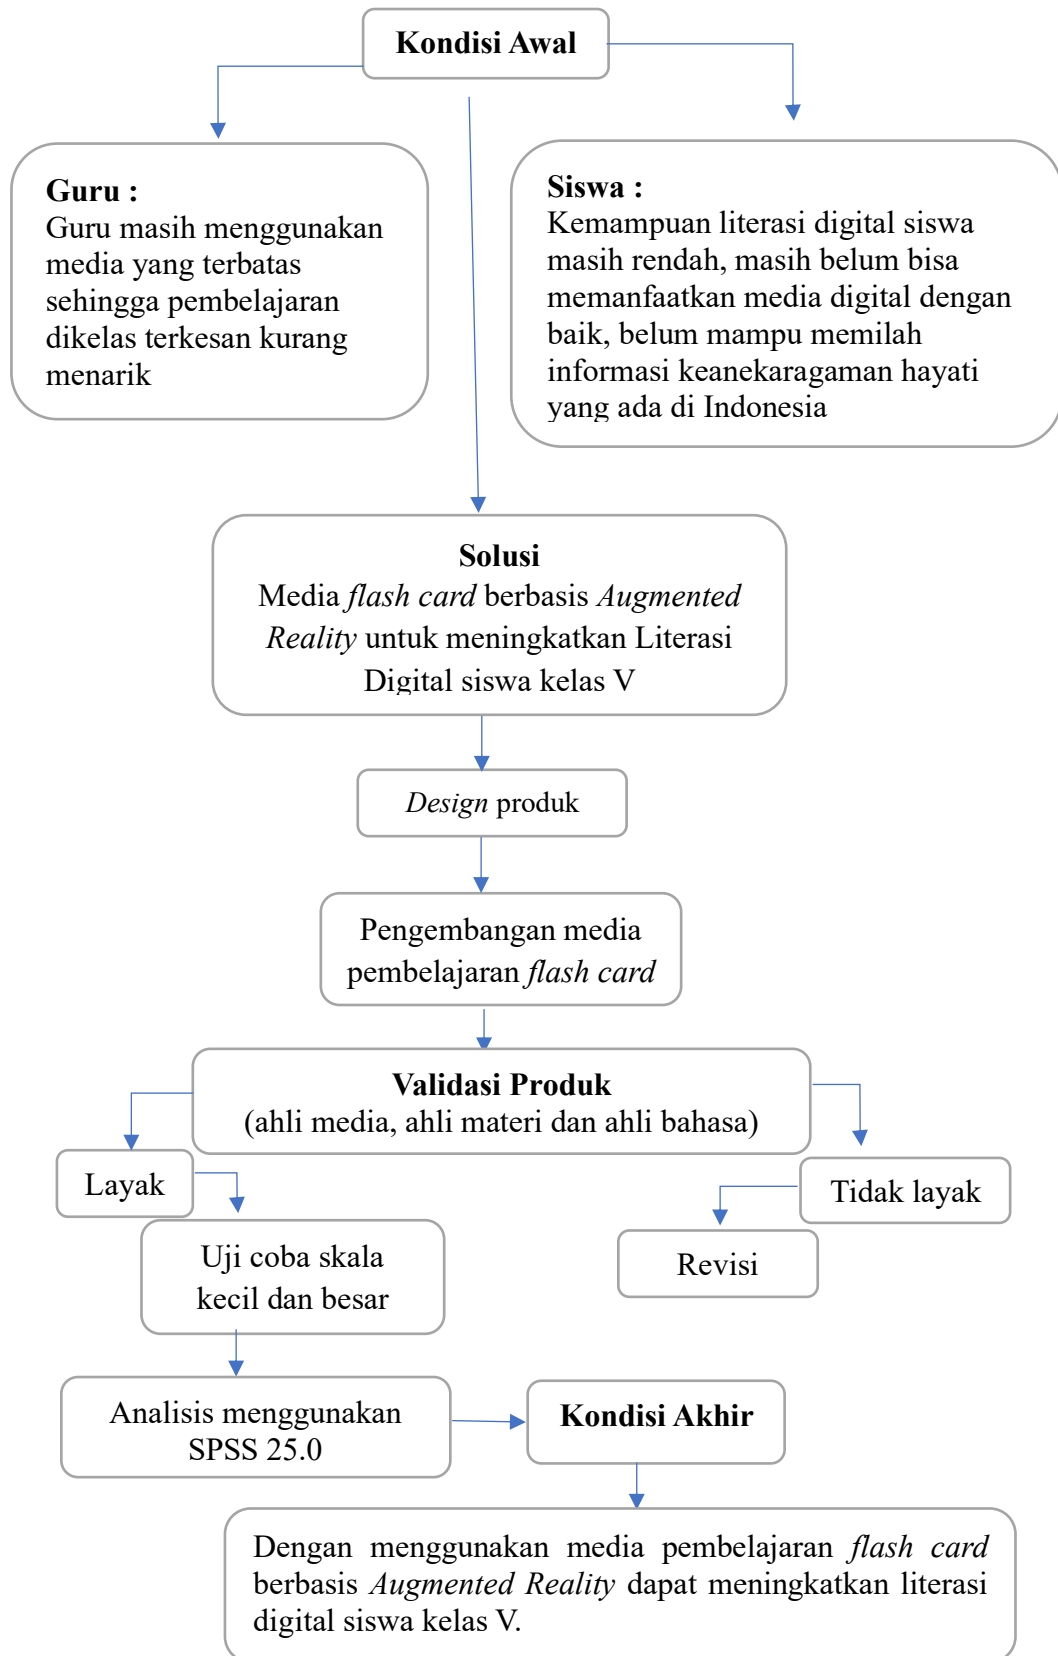 Kondisi Awal
Guru :
Guru masih menggunakan
media yang terbatas
sehingga pembelajaran
dikelas terkesan kurang
menarik
Siswa :
Kemampuan literasi digital siswa
masih rendah, masih belum bisa
memanfaatkan media digital dengan
baik, belum mampu memilah
informasi keanekaragaman hayati
yang ada di Indonesia
Solusi
Media flash card berbasis Augmented
Reality untuk meningkatkan Literasi
Digital siswa kelas V
Design produk
Pengembangan media
pembelajaran flash card
Validasi Produk
(ahli media, ahli materi dan ahli bahasa)
Layak
Tidak layak
Uji coba skala
kecil dan besar
Revisi
Analisis menggunakan
SPSS 25.0
Kondisi Akhir
Dengan menggunakan media pembelajaran flash card
berbasis Augmented Reality dapat meningkatkan literasi
digital siswa kelas V.